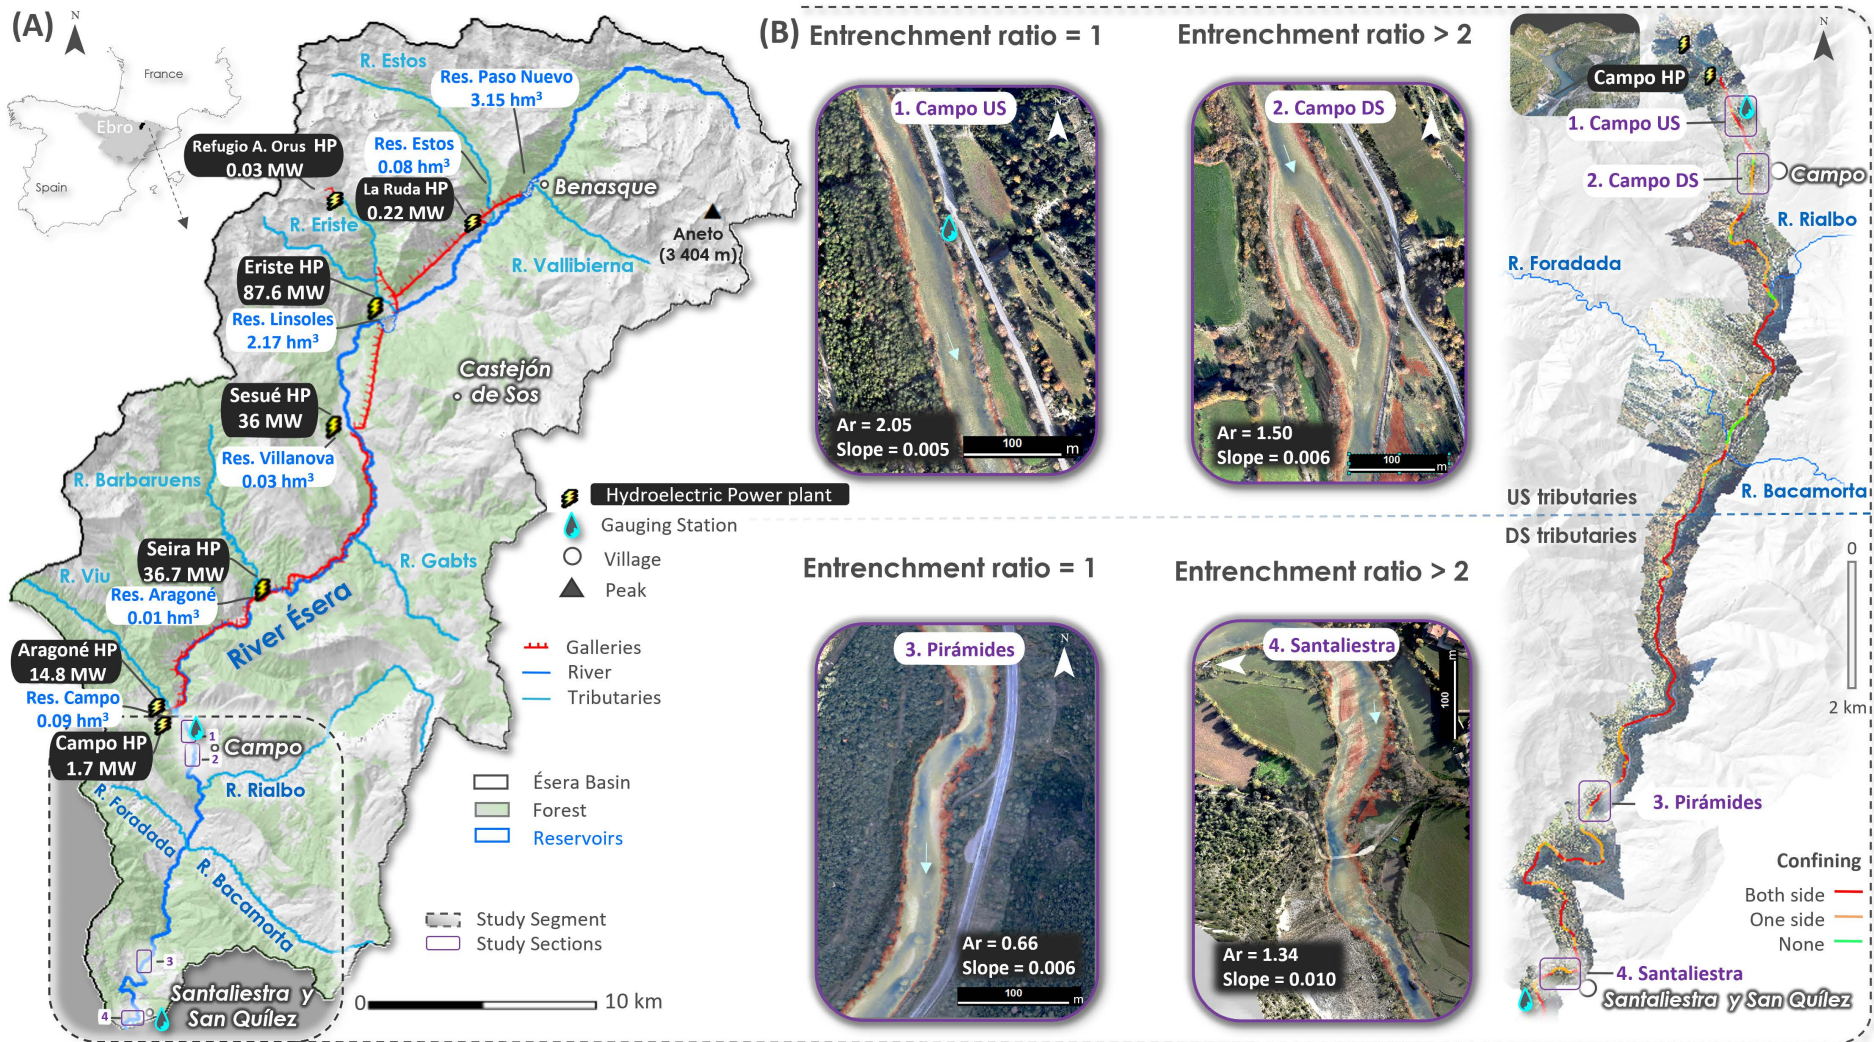 (A)
N
France
Ebro
Spain
R. Estos
Res. Paso Nuevo
3.15 hm³
Refugio A. Orus HP
0.03 MW
Res. Estos
0.08 hm³
La Ruda HP
0.22 MW
Benasque
Aneto
(3 404 m)
R. Eriste
R. Vallibierna
Eriste HP
87.6 MW
Res. Linsoles
2.17 hm³
Castejón
de Sos
Sesué HP
36 MW
Res. Villanova
0.03 hm³
R. Barbaruens
Seira HP
36.7 MW
R. Gabts
R. Viu
Res. Aragoné
0.01 hm³
River Ésera
Aragoné HP
14.8 MW
Res. Campo
0.09 hm³
Campo HP
1.7 MW
1
Campo
2
R. Rialbo
R. Foradada
R. Bacamorta
3
Santaliestra y
San Quílez
4
0
10 km
Hydroelectric Power plant
Gauging Station
Village
Peak
Galleries
River
Tributaries
Ésera Basin
Forest
Reservoirs
Study Segment
Study Sections
(B)
Entrenchment ratio = 1
Entrenchment ratio > 2
1. Campo US
N
Ar = 2.05
Slope = 0.005
100
m
2. Campo DS
Ar = 1.50
Slope = 0.006
100
m
Entrenchment ratio = 1
Entrenchment ratio > 2
3. Pirámides
N
Ar = 0.66
Slope = 0.006
100
m
4. Santaliestra
m
100
Ar = 1.34
Slope = 0.010
N
Campo HP
1. Campo US
2. Campo DS
Campo
R. Rialbo
R. Foradada
R. Bacamorta
US tributaries
DS tributaries
0
2 km
3. Pirámides
Confining
Both side
One side
None
4. Santaliestra
Santaliestra y San Quílez